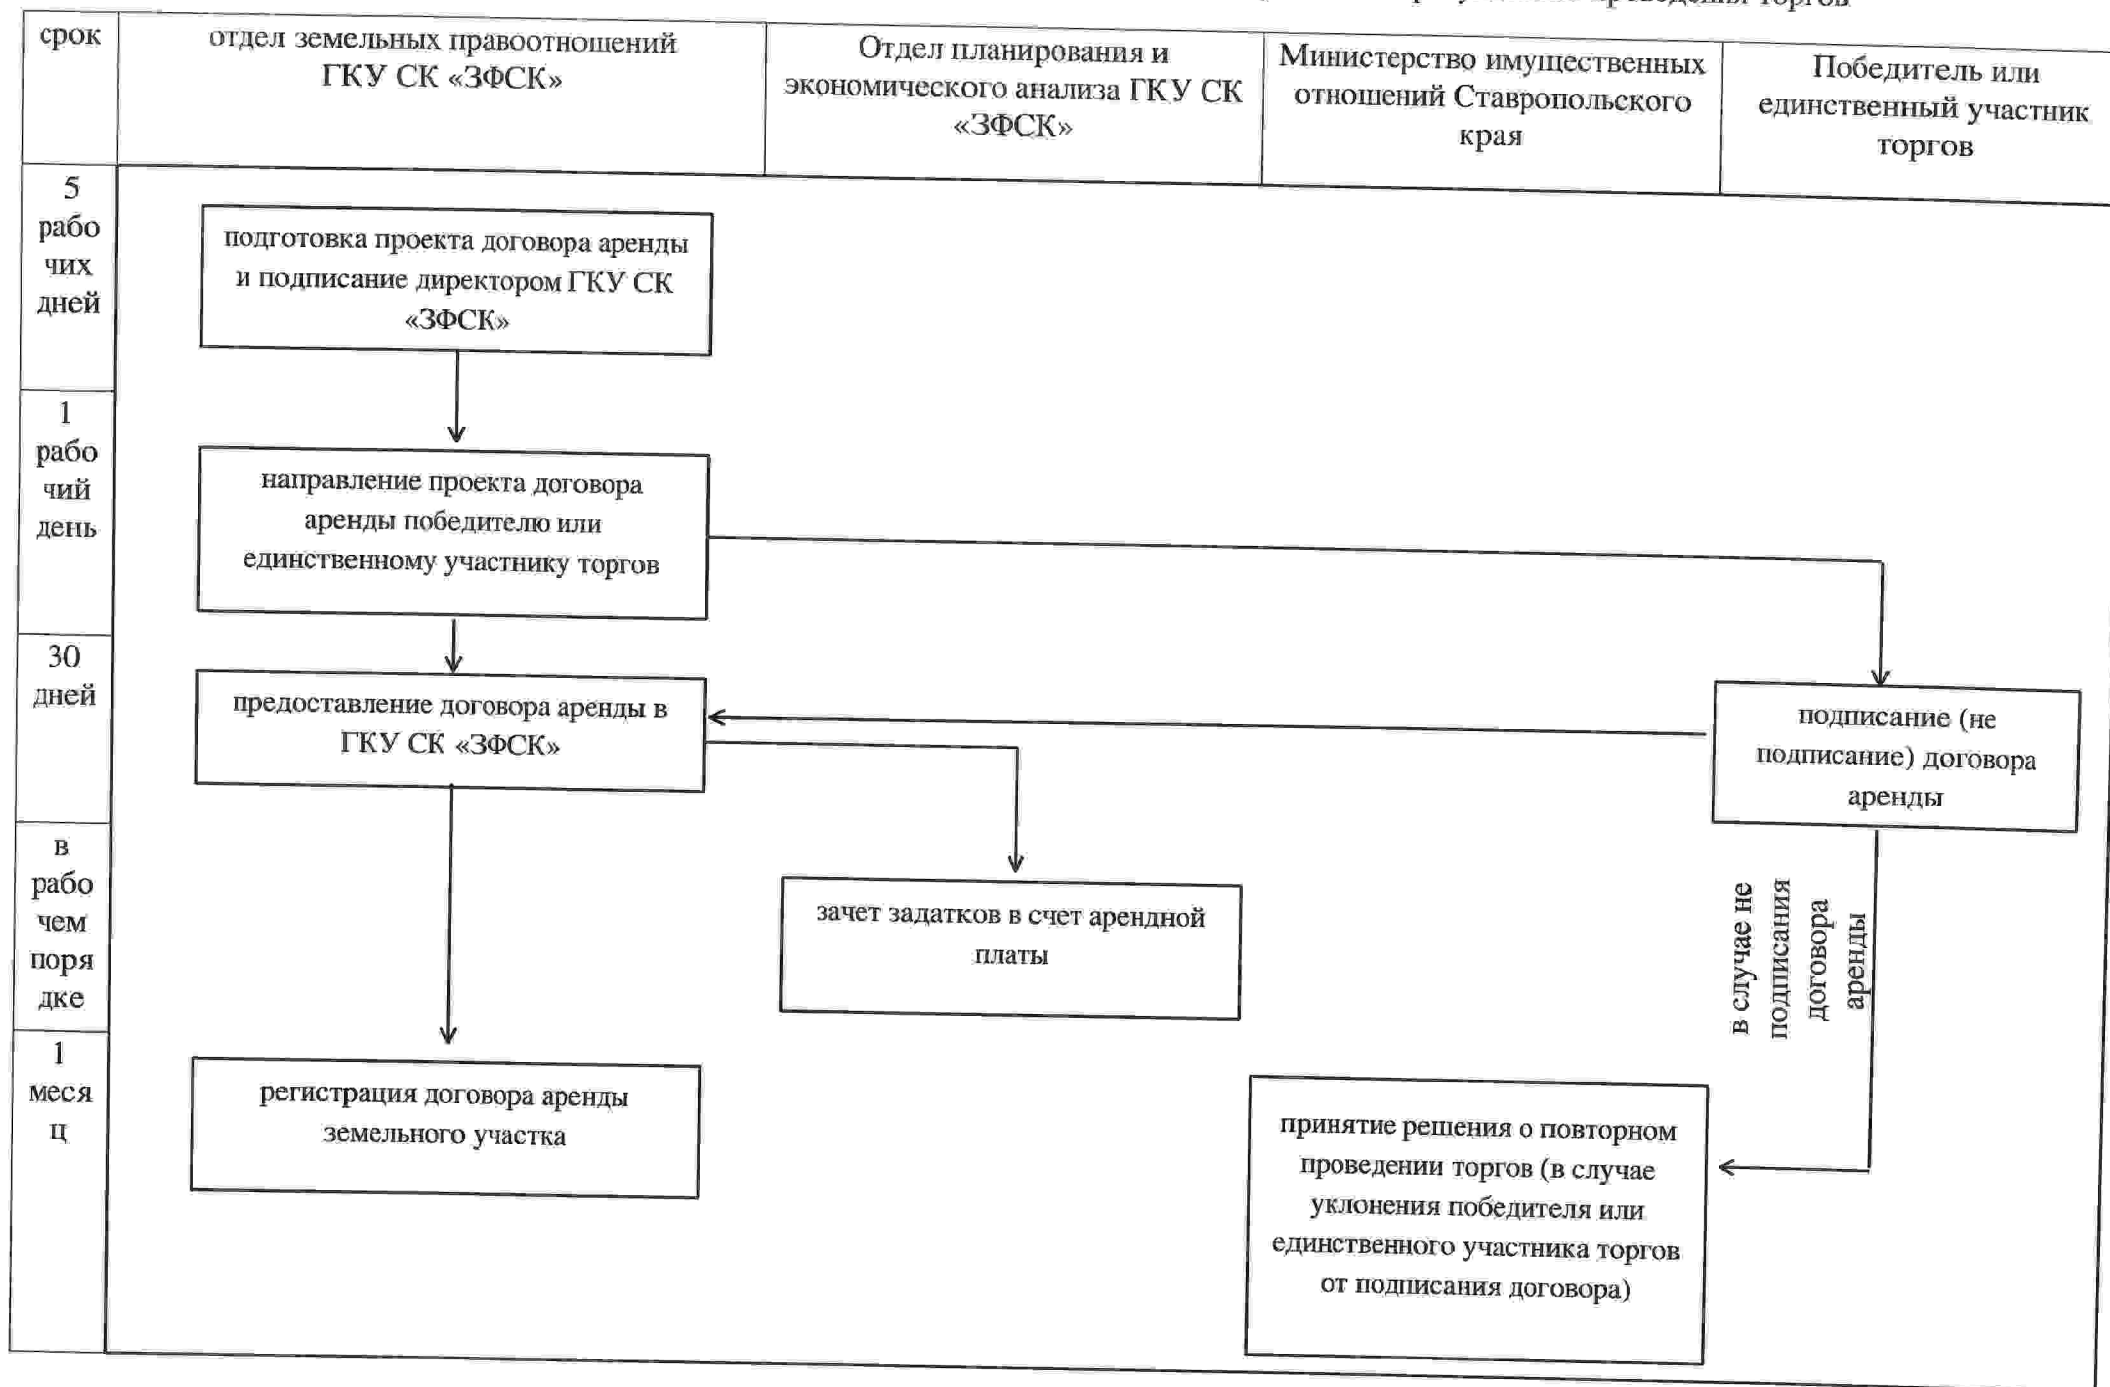 проведения торгов
срок
отдел земельных правоотношений
ГКУ СК «ЗФСК»
Отдел планирования и
экономического анализа ГКУ СК
«ЗФСК»
Министерство имущественных
отношений Ставропольского
края
Победитель или
единственный участник
торгов
5
рабо
чих
дней
подготовка проекта договора аренды
и подписание директором ГКУ СК
«ЗФСК»
1
рабо
чий
день
направление проекта договора
аренды победителю или
единственному участнику торгов
30
дней
предоставление договора аренды в
ГКУ СК «ЗФСК»
подписание (не
подписание) договора
аренды
в
рабо
чем
поря
дке
зачет задатков в счет арендной
платы
в случае не
подписания
договора
аренды
1
меся
ц
регистрация договора аренды
земельного участка
принятие решения о повторном
проведении торгов (в случае
уклонения победителя или
единственного участника торгов
от подписания договора)